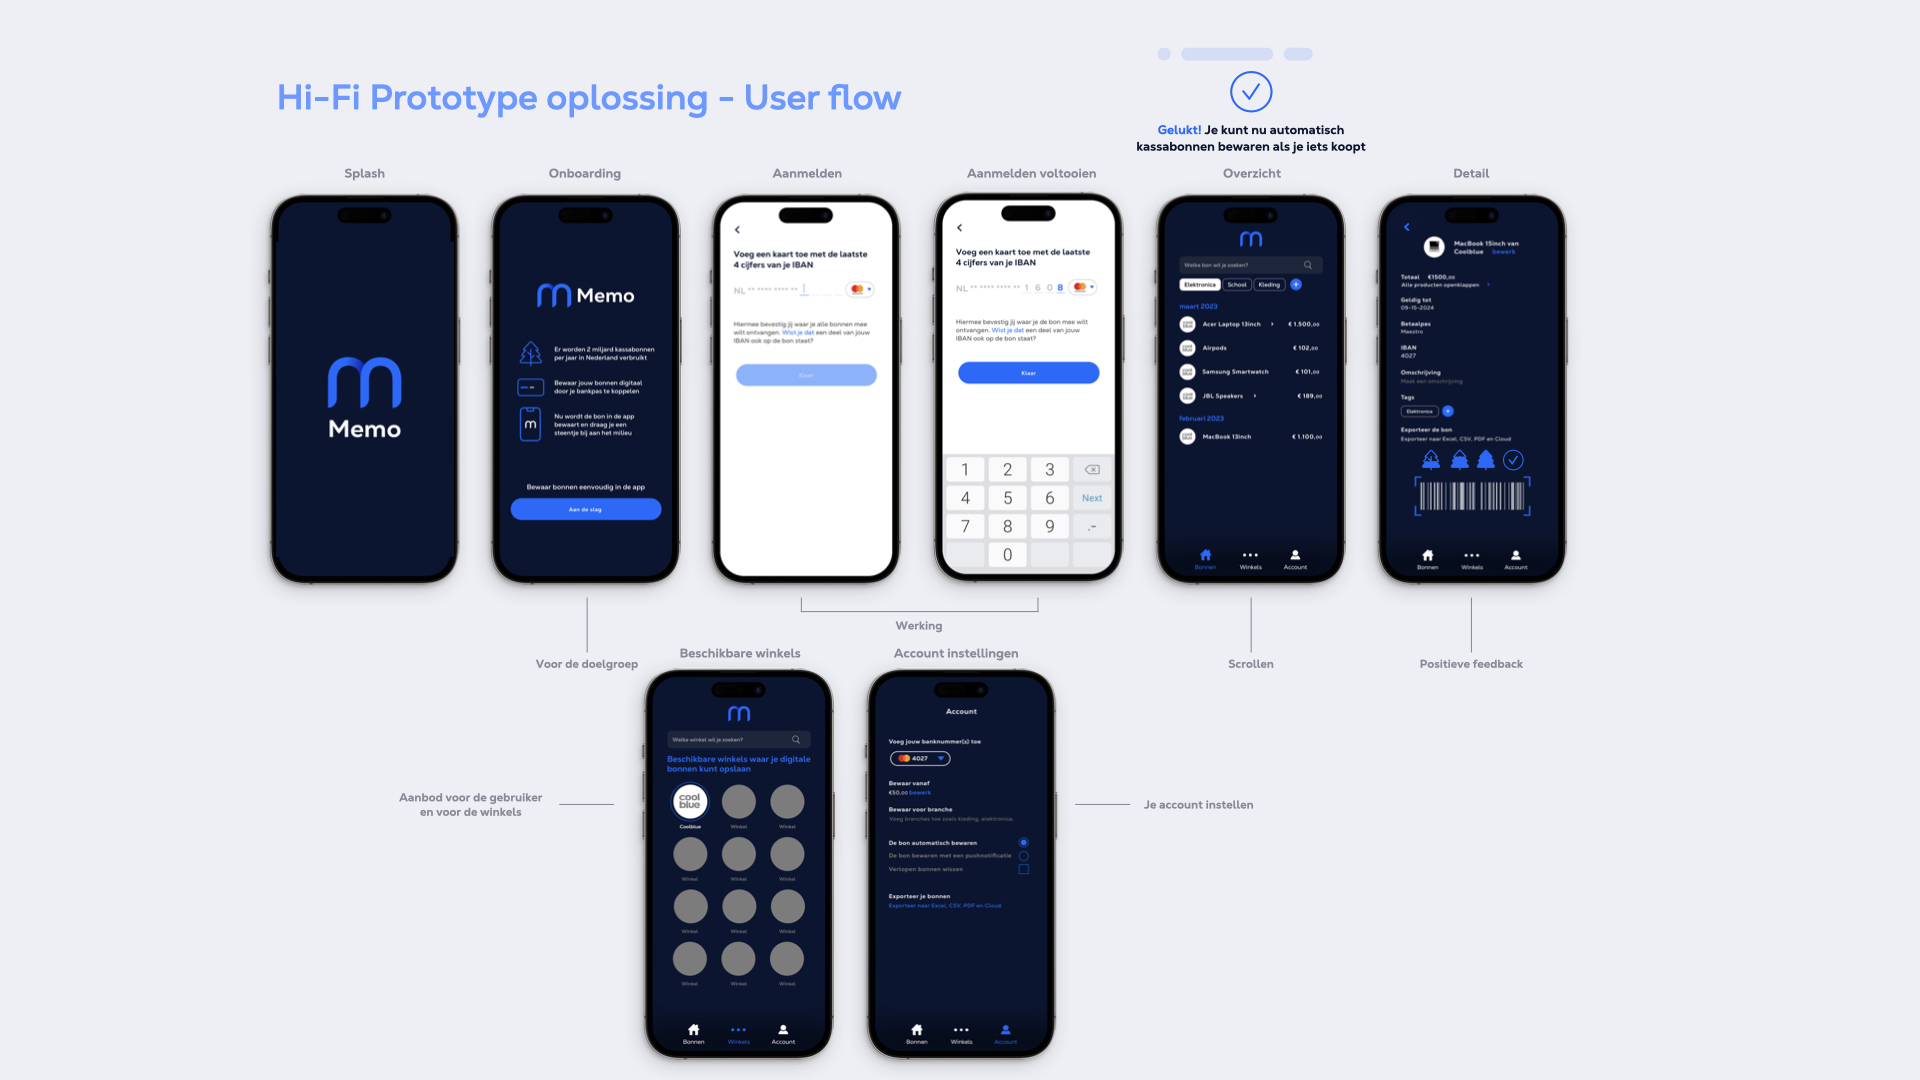 Hi-Fi Prototype oplossing - User flow
Gelukt! Je kunt nu automatisch
kassabonnen bewaren als je iets koopt
Splash
Memo
Onboarding
Memo
Er worden 2 miljard kassabonnen
per jaar in Nederland verbruikt
Bewaar jouw bonnen digitaal
door je bankpas te koppelen
Nu wordt de bon in de app
bewaart en draag je een
steentje bij aan het milieu
Bewaar bonnen eenvoudig in de app
Aan de slag
Voor de doelgroep
Aanmelden
Voeg een kaart toe met de laatste
4 cijfers van je IBAN
NL ** **** **** **
Hiermee bevestig jij waar je alle bonnen mee
wilt ontvangen. Wist je dat een deel van jouw
IBAN ook op de bon staat?
Klaar
Aanmelden voltooien
Voeg een kaart toe met de laatste
4 cijfers van je IBAN
NL ** **** **** ** 1 6 0 8
Hiermee bevestig jij waar je de bon mee wilt
ontvangen. Wist je dat een deel van jouw
IBAN ook op de bon staat?
Klaar
1 2 3
4 5 6 Next
7 8 9 .-
0
Werking
Overzicht
Welke bon wil je zoeken?
Elektronica School Kleding +
maart 2023
cool blue Acer Laptop 13inch € 1.500,00
cool blue Airpods € 102,00
cool blue Samsung Smartwatch € 101,00
cool blue JBL Speakers € 189,00
februari 2023
cool blue MacBook 13inch € 1.100,00
Bonnen Winkels Account
Scrollen
Detail
MacBook 15inch van
Coolblue bewerk
Totaal €1500,00
Alle producten openklappen
Geldig tot
09-15-2024
Betaalpas
Maestro
IBAN
4027
Omschrijving
Maak een omschrijving
Tags
Elektronica +
Exporteer de bon
Exporteer naar Excel, CSV, PDF en Cloud
Bonnen Winkels Account
Positieve feedback
Beschikbare winkels
Welke winkel wil je zoeken?
Beschikbare winkels waar je digitale
bonnen kunt opslaan
cool
blue
Coolblue Winkel Winkel
Winkel Winkel Winkel
Winkel Winkel Winkel
Winkel Winkel Winkel
Bonnen Winkels Account
Aanbod voor de gebruiker
en voor de winkels
Account instellingen
Account
Voeg jouw banknummer(s) toe
4027
Bewaar vanaf
€50,00 bewerk
Bewaar voor branche
Voeg branches toe zoals kleding, elektronica.
De bon automatisch bewaren
De bon bewaren met een pushnotificatie
Verlopen bonnen wissen
Exporteer je bonnen
Exporteer naar Excel, CSV, PDF en Cloud
Bonnen Winkels Account
Je account instellen